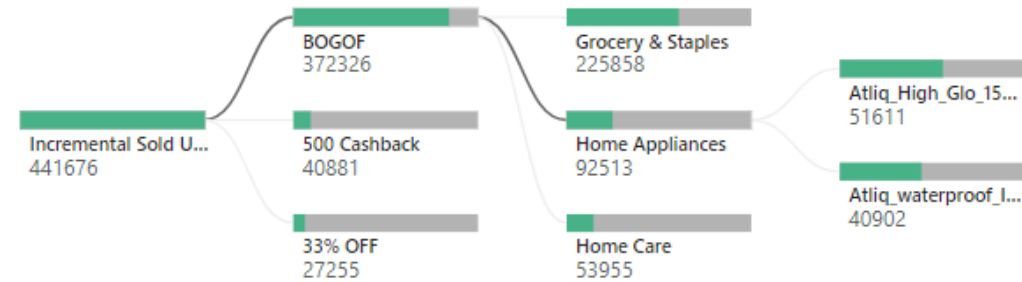 Incremental Sold U...
441676
BOGOF
372326
500 Cashback
40881
33% OFF
27255
Grocery & Staples
225858
Home Appliances
92513
Home Care
53955
Atliq_High_Glo_15...
51611
Atliq_waterproof_I...
40902